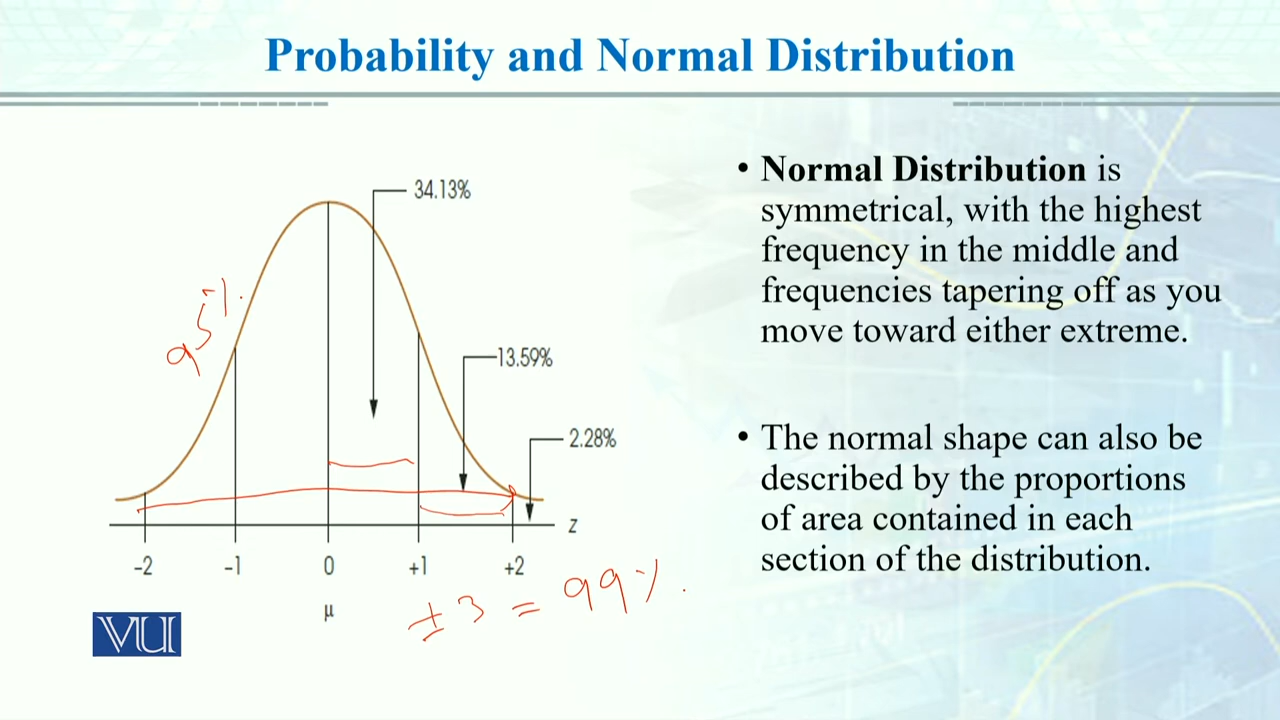 Probability and Normal Distribution
34.13%
95%.
13.59%
2.28%
z
-2 -1 0 +1 +2
μ
± 3 = 99%.
VU
• Normal Distribution is
symmetrical, with the highest
frequency in the middle and
frequencies tapering off as you
move toward either extreme.
• The normal shape can also be
described by the proportions
of area contained in each
section of the distribution.